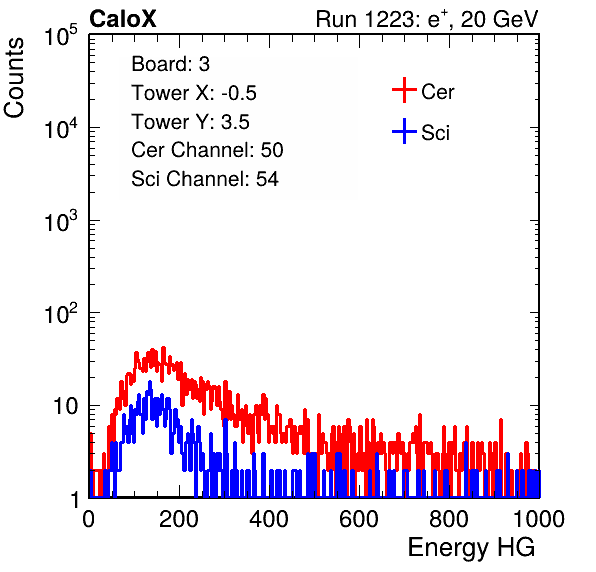 CaloX Run 1223: e⁺, 20 GeV
Counts
Board: 3
Tower X: -0.5
Tower Y: 3.5
Cer Channel: 50
Sci Channel: 54
Cer
Sci
10⁵
10⁴
10³
10²
10
1
0 200 400 600 800 1000
Energy HG